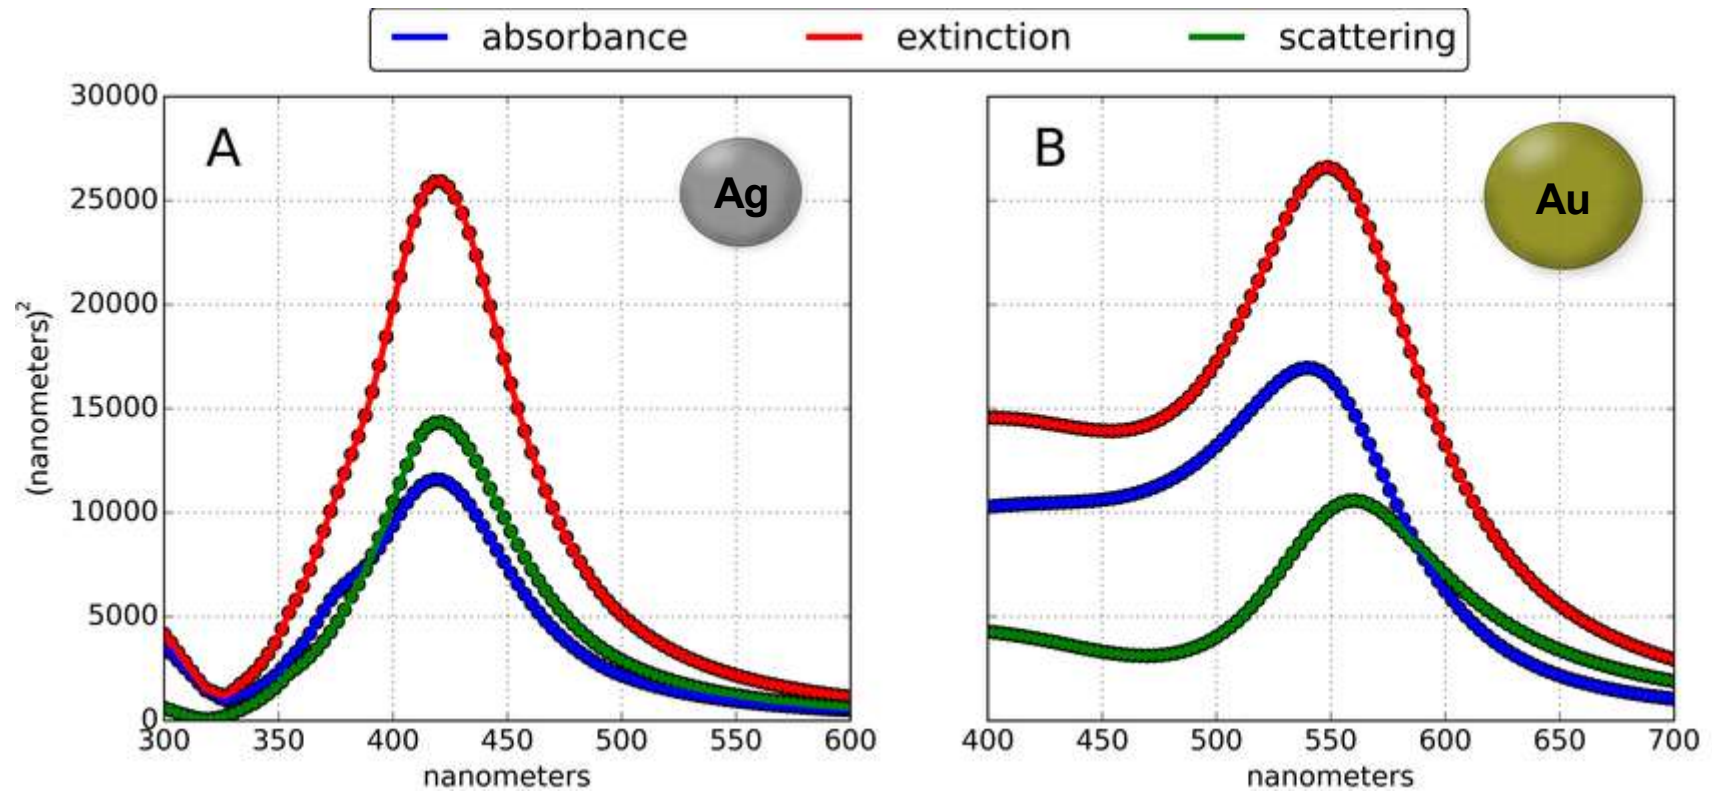 absorbance extinction scattering
A
Ag
30000
25000
20000
15000
10000
5000
0
(nanometers)²
300 350 400 450 500 550 600
nanometers
B
Au
400 450 500 550 600 650 700
nanometers